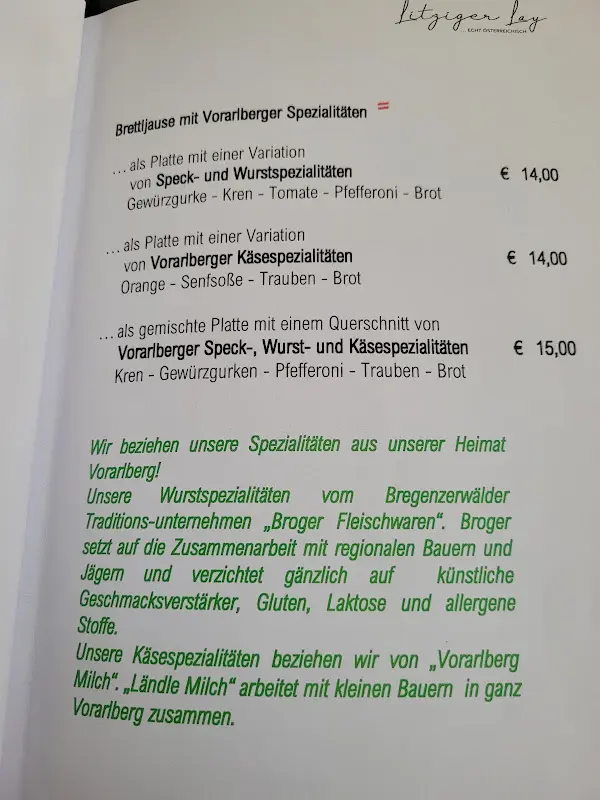 Litziger Lay
... ECHT ÖSTERREICHISCH
Brettljause mit Vorarlberger Spezialitäten =
... als Platte mit einer Variation
von Speck- und Wurstspezialitäten € 14,00
Gewürzgurke - Kren - Tomate - Pfefferoni - Brot
... als Platte mit einer Variation
von Vorarlberger Käsespezialitäten € 14,00
Orange - Senfsoße - Trauben - Brot
... als gemischte Platte mit einem Querschnitt von
Vorarlberger Speck-, Wurst- und Käsespezialitäten € 15,00
Kren - Gewürzgurken - Pfefferoni - Trauben - Brot
Wir beziehen unsere Spezialitäten aus unserer Heimat
Vorarlberg!
Unsere Wurstspezialitäten vom Bregenzerwälder
Traditions-unternehmen „Broger Fleischwaren“. Broger
setzt auf die Zusammenarbeit mit regionalen Bauern und
Jägern und verzichtet gänzlich auf künstliche
Geschmacksverstärker, Gluten, Laktose und allergene
Stoffe.
Unsere Käsespezialitäten beziehen wir von „Vorarlberg
Milch“. „Ländle Milch“ arbeitet mit kleinen Bauern in ganz
Vorarlberg zusammen.